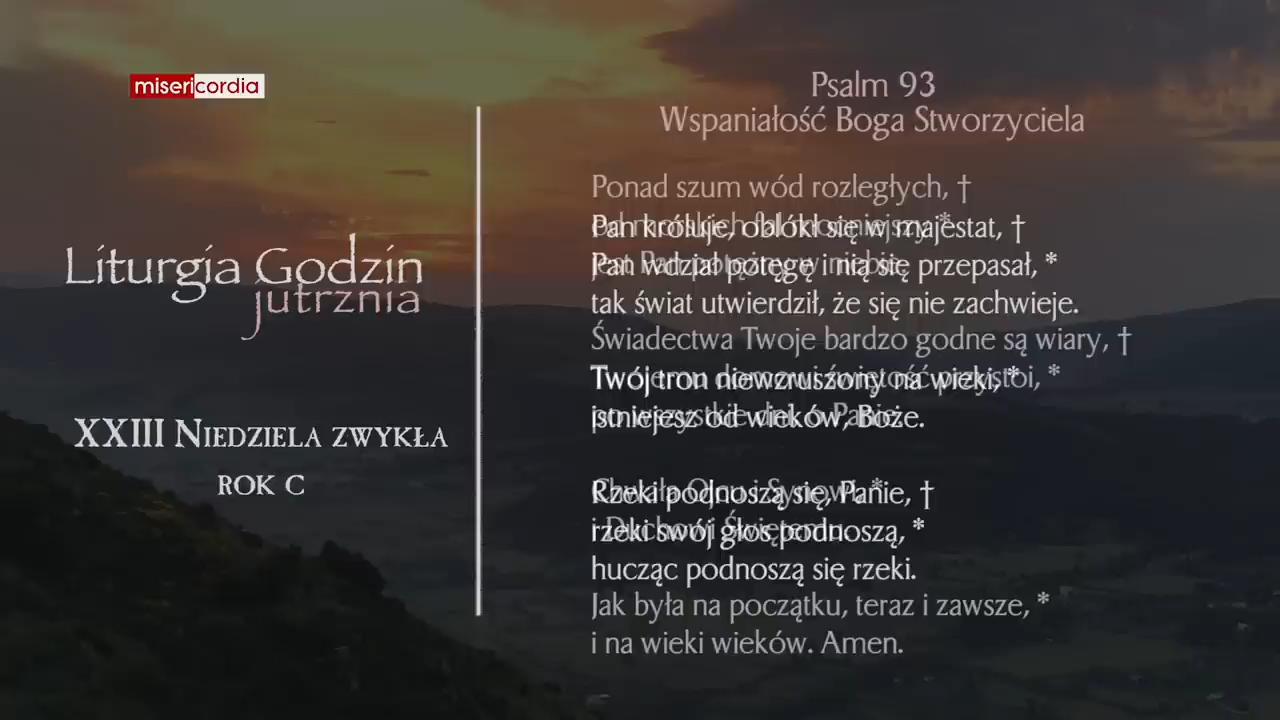 misericordia
Liturgia Godzin
jutrznia
XXIII Niedziela zwykła
rok C
Psalm 93
Wspaniałość Boga Stworzyciela
Ponad szum wód rozległych, †
Pan króluje, oblókł się w majestat, †
Pan wdział potęgę i nią się przepasał, *
tak świat utwierdził, że się nie zachwieje.
Świadectwa Twoje bardzo godne są wiary, †
Twój tron niewzruszony na wieki, *
istniejesz od wieków, Boże.
Rzeki podnoszą się, Panie, †
i rzeki swój głos podnoszą, *
hucząc podnoszą się rzeki.
Jak była na początku, teraz i zawsze, *
i na wieki wieków. Amen.